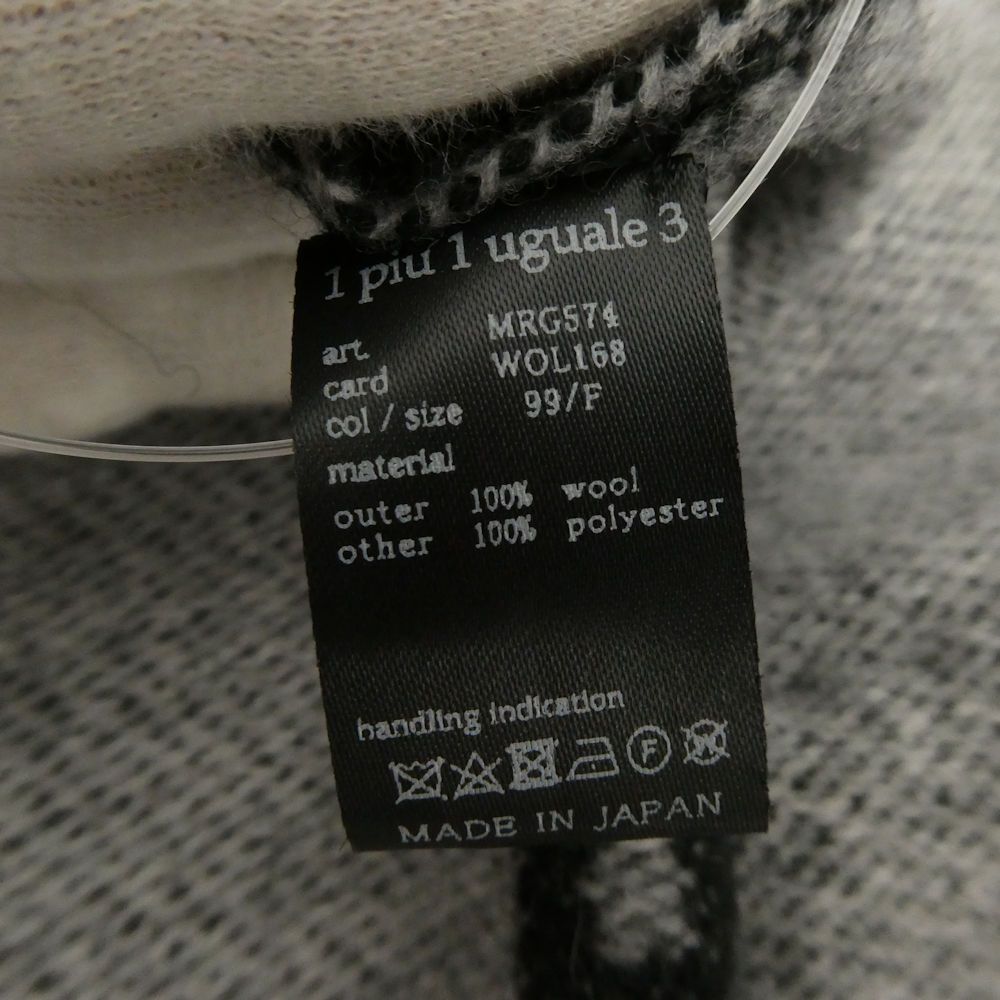 1 piu 1 uguale 3
art. MRG574
card WOL168
col / size 99/F
material
outer 100% wool
other 100% polyester
handling indication
F W
MADE IN JAPAN